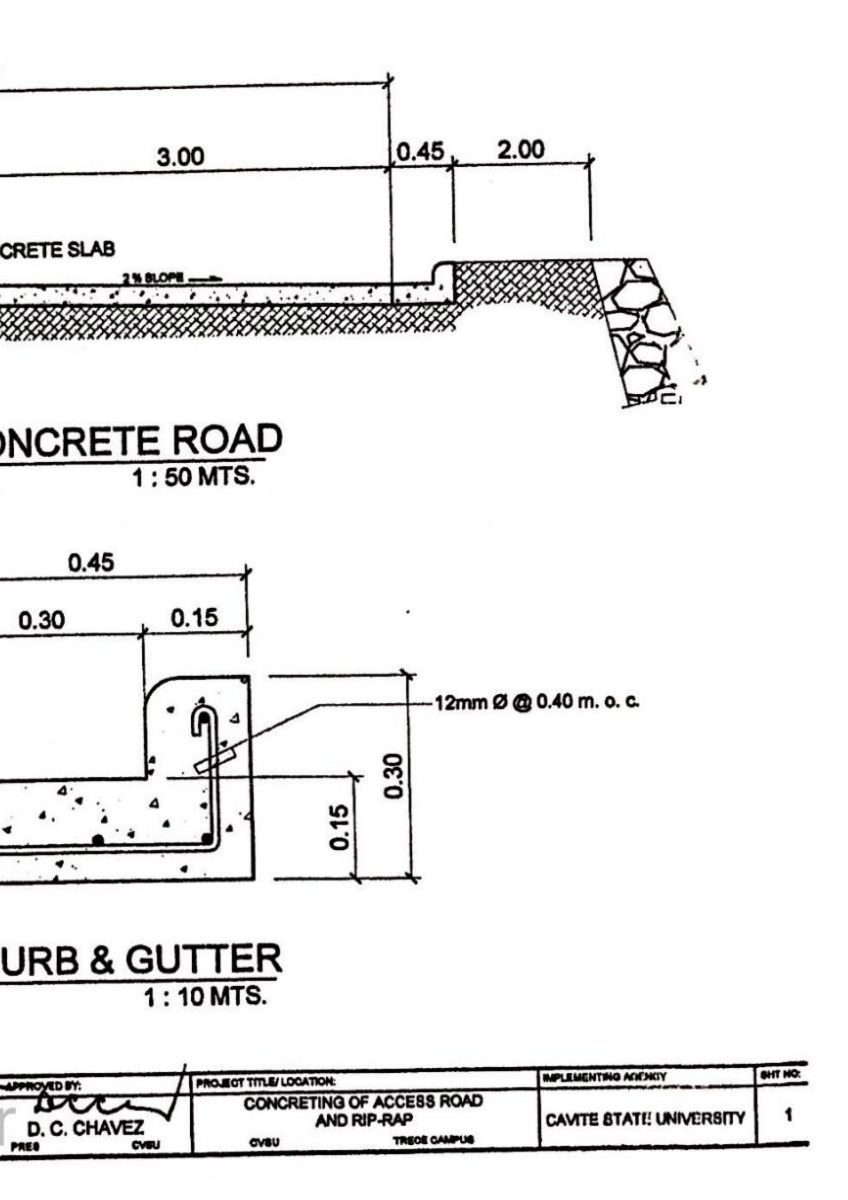 3.00 0.45 2.00
CRETE SLAB
2 % SLOPE
ONCRETE ROAD
1 : 50 MTS.
0.45
0.30 0.15
12mm Ø @ 0.40 m. o. c.
0.30
0.15
URB & GUTTER
1 : 10 MTS.
APPROVED BY:
D. C. CHAVEZ
PRES CVSU
PROJECT TITLE/ LOCATION:
CONCRETING OF ACCESS ROAD
AND RIP-RAP
CVSU TRECE CAMPUS
IMPLEMENTING AGENCY
CAVITE STATE UNIVERSITY
SHT NO:
1